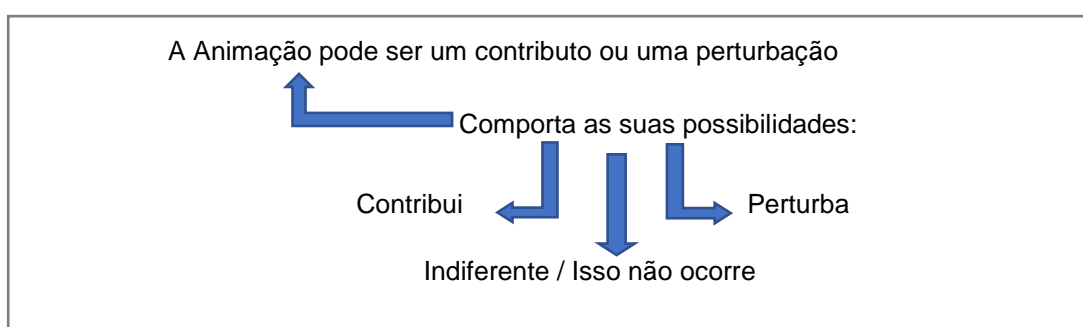 A Animação pode ser um contributo ou uma perturbação
Comporta as suas possibilidades:
Contribui
Perturba
Indiferente / Isso não ocorre